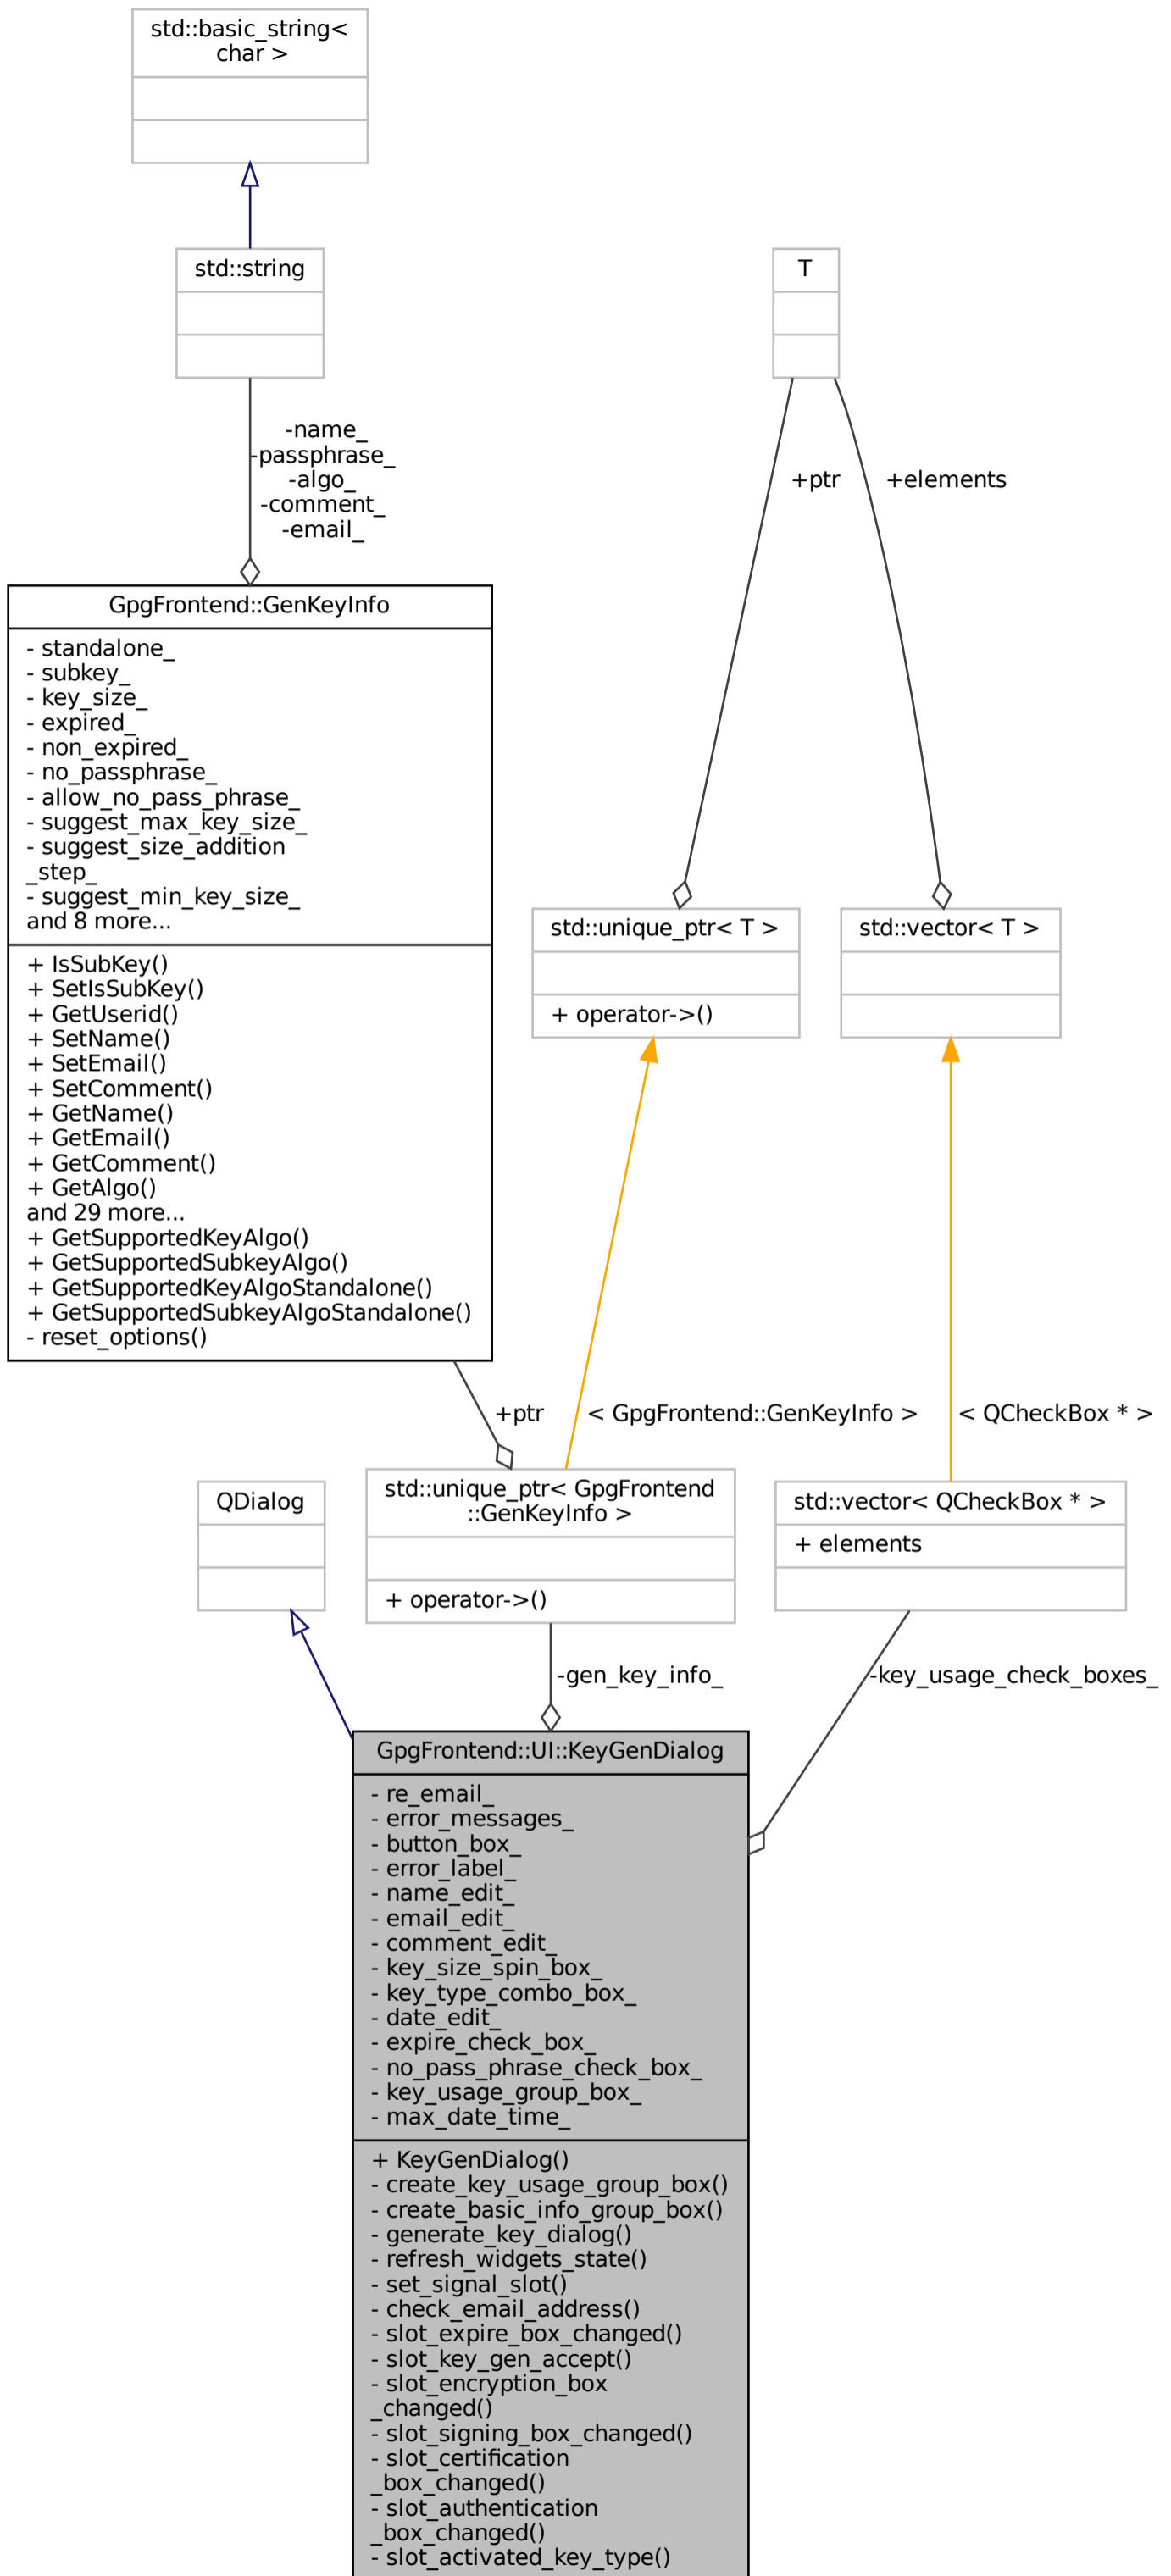 std::basic_string<
char >
std::string
T
-name_
-passphrase_
-algo_
-comment_
-email_
+ptr
+elements
GpgFrontend::GenKeyInfo
- standalone_
- subkey_
- key_size_
- expired_
- non_expired_
- no_passphrase_
- allow_no_pass_phrase_
- suggest_max_key_size_
- suggest_size_addition
_step_
- suggest_min_key_size_
and 8 more...
+ IsSubKey()
+ SetIsSubKey()
+ GetUserid()
+ SetName()
+ SetEmail()
+ SetComment()
+ GetName()
+ GetEmail()
+ GetComment()
+ GetAlgo()
and 29 more...
+ GetSupportedKeyAlgo()
+ GetSupportedSubkeyAlgo()
+ GetSupportedKeyAlgoStandalone()
+ GetSupportedSubkeyAlgoStandalone()
- reset_options()
std::unique_ptr< T >
+ operator->()
std::vector< T >
+ptr
< GpgFrontend::GenKeyInfo >
< QCheckBox * >
QDialog
std::unique_ptr< GpgFrontend
::GenKeyInfo >
+ operator->()
std::vector< QCheckBox * >
+ elements
-gen_key_info_
-key_usage_check_boxes_
GpgFrontend::UI::KeyGenDialog
- re_email_
- error_messages_
- button_box_
- error_label_
- name_edit_
- email_edit_
- comment_edit_
- key_size_spin_box_
- key_type_combo_box_
- date_edit_
- expire_check_box_
- no_pass_phrase_check_box_
- key_usage_group_box_
- max_date_time_
+ KeyGenDialog()
- create_key_usage_group_box()
- create_basic_info_group_box()
- generate_key_dialog()
- refresh_widgets_state()
- set_signal_slot()
- check_email_address()
- slot_expire_box_changed()
- slot_key_gen_accept()
- slot_encryption_box
_changed()
- slot_signing_box_changed()
- slot_certification
_box_changed()
- slot_authentication
_box_changed()
- slot_activated_key_type()